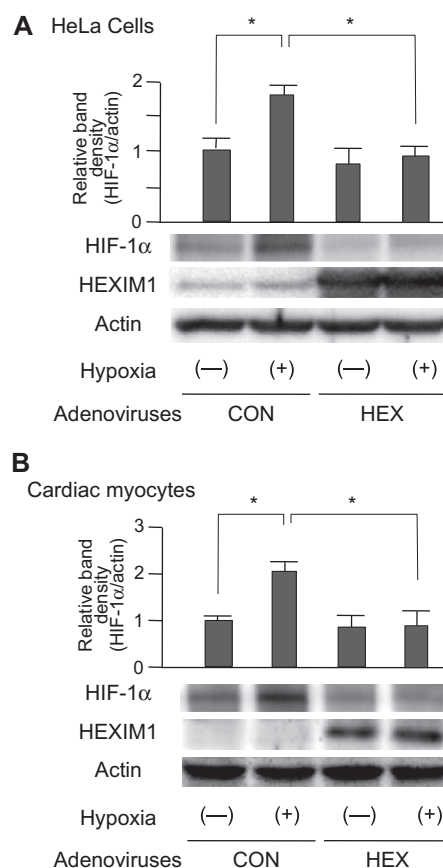 A HeLa Cells
* *
Relative band
density
(HIF-1α/actin)
2
1
0
HIF-1α
HEXIM1
Actin
Hypoxia (—) (+) (—) (+)
Adenoviruses CON HEX
B
Cardiac myocytes
* *
Relative band
density
(HIF-1α/actin)
3
2
1
0
HIF-1α
HEXIM1
Actin
Hypoxia (—) (+) (—) (+)
Adenoviruses CON HEX